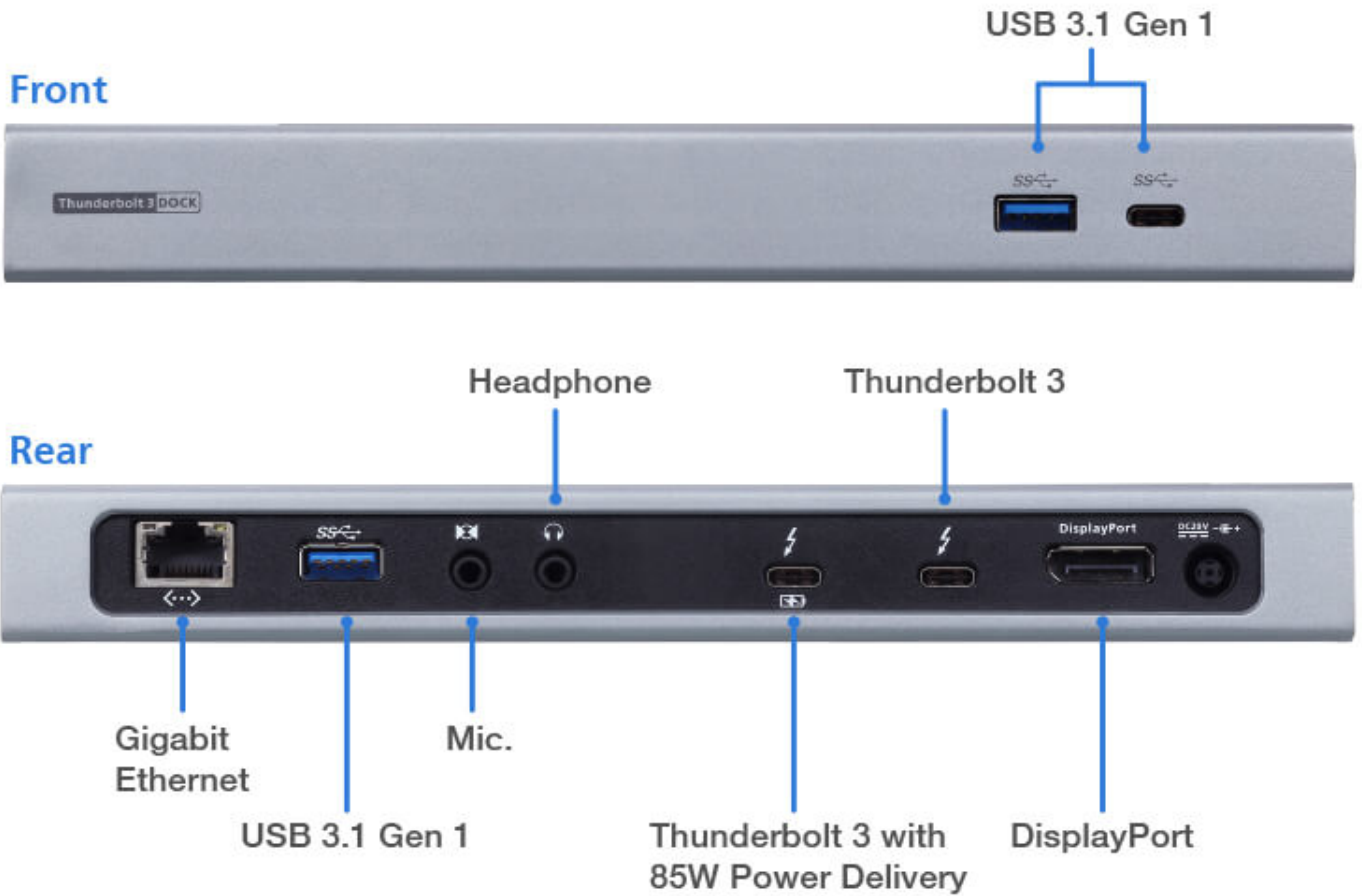 USB 3.1 Gen 1
Front
Thunderbolt 3 DOCK
SS
SS
Headphone
Thunderbolt 3
Rear
SS
DisplayPort
DC20V
Gigabit
Ethernet
Mic.
USB 3.1 Gen 1
Thunderbolt 3 with
85W Power Delivery
DisplayPort